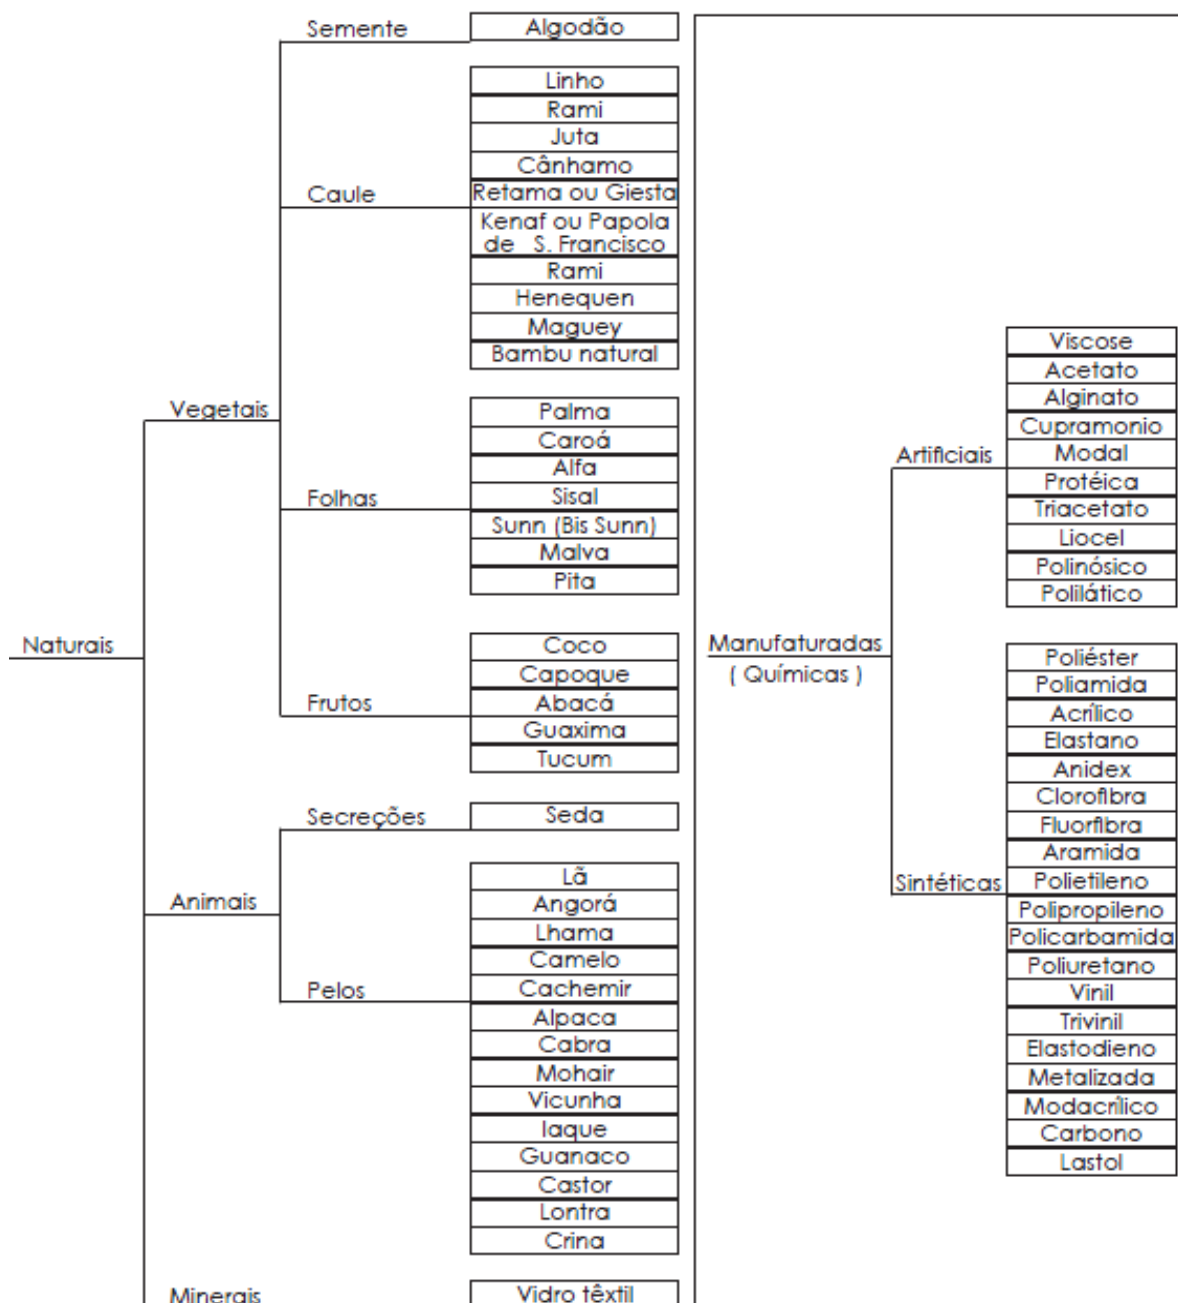 Naturais
Vegetais
Semente
Algodão
Caule
Linho
Rami
Juta
Cânhamo
Retama ou Giesta
Kenaf ou Papola
de S. Francisco
Rami
Henequen
Maguey
Bambu natural
Folhas
Palma
Caroá
Alfa
Sisal
Sunn (Bis Sunn)
Malva
Pita
Frutos
Coco
Capoque
Abacá
Guaxima
Tucum
Animais
Secreções
Seda
Pelos
Lã
Angorá
Lhama
Camelo
Cachemir
Alpaca
Cabra
Mohair
Vicunha
Iaque
Guanaco
Castor
Lontra
Crina
Minerais
Vidro têxtil
Manufaturadas
( Químicas )
Artificiais
Viscose
Acetato
Alginato
Cupramonio
Modal
Protéica
Triacetato
Liocel
Polinósico
Polilático
Sintéticas
Poliéster
Poliamida
Acrílico
Elastano
Anidex
Clorofibra
Fluorfibra
Aramida
Polietileno
Polipropileno
Policarbamida
Poliuretano
Vinil
Trivinil
Elastodieno
Metalizada
Modacrílico
Carbono
Lastol